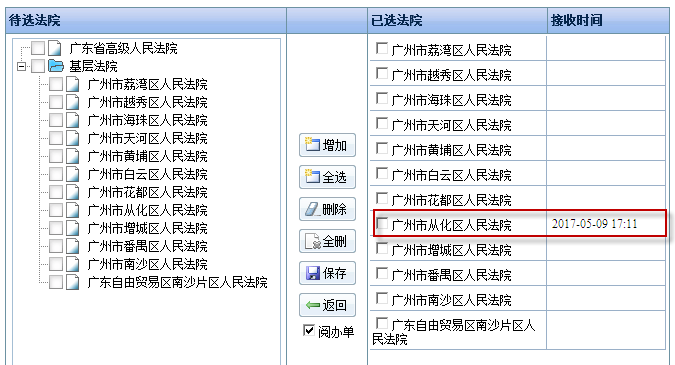 待选法院
已选法院
接收时间
广东省高级人民法院
基层法院
广州市荔湾区人民法院
广州市越秀区人民法院
广州市海珠区人民法院
广州市天河区人民法院
广州市黄埔区人民法院
广州市白云区人民法院
广州市花都区人民法院
广州市从化区人民法院
广州市增城区人民法院
广州市番禺区人民法院
广州市南沙区人民法院
广东自由贸易区南沙片区人民法院
增加
全选
删除
全删
保存
返回
阅办单
广州市荔湾区人民法院
广州市越秀区人民法院
广州市海珠区人民法院
广州市天河区人民法院
广州市黄埔区人民法院
广州市白云区人民法院
广州市花都区人民法院
广州市从化区人民法院 2017-05-09 17:11
广州市增城区人民法院
广州市番禺区人民法院
广州市南沙区人民法院
广东自由贸易区南沙片区人
民法院